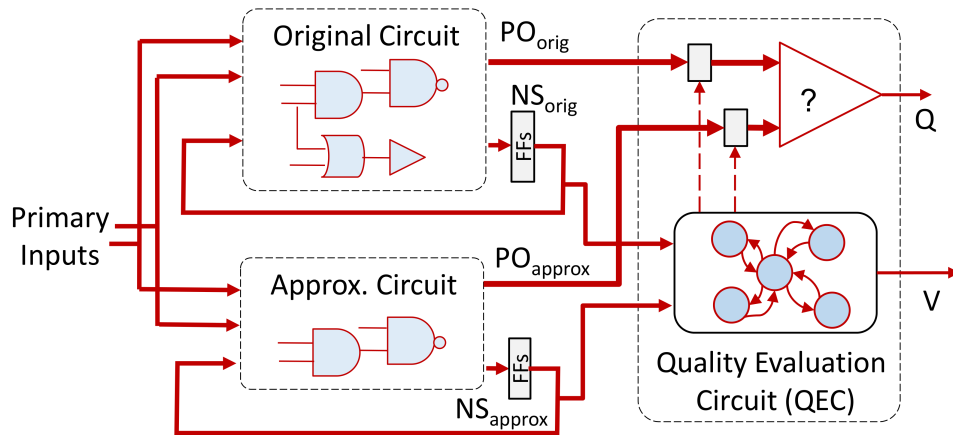 Original Circuit
POorig
NSorig
FFs
?
Q
Primary
Inputs
POapprox
Approx. Circuit
FFs
NSapprox
V
Quality Evaluation
Circuit (QEC)